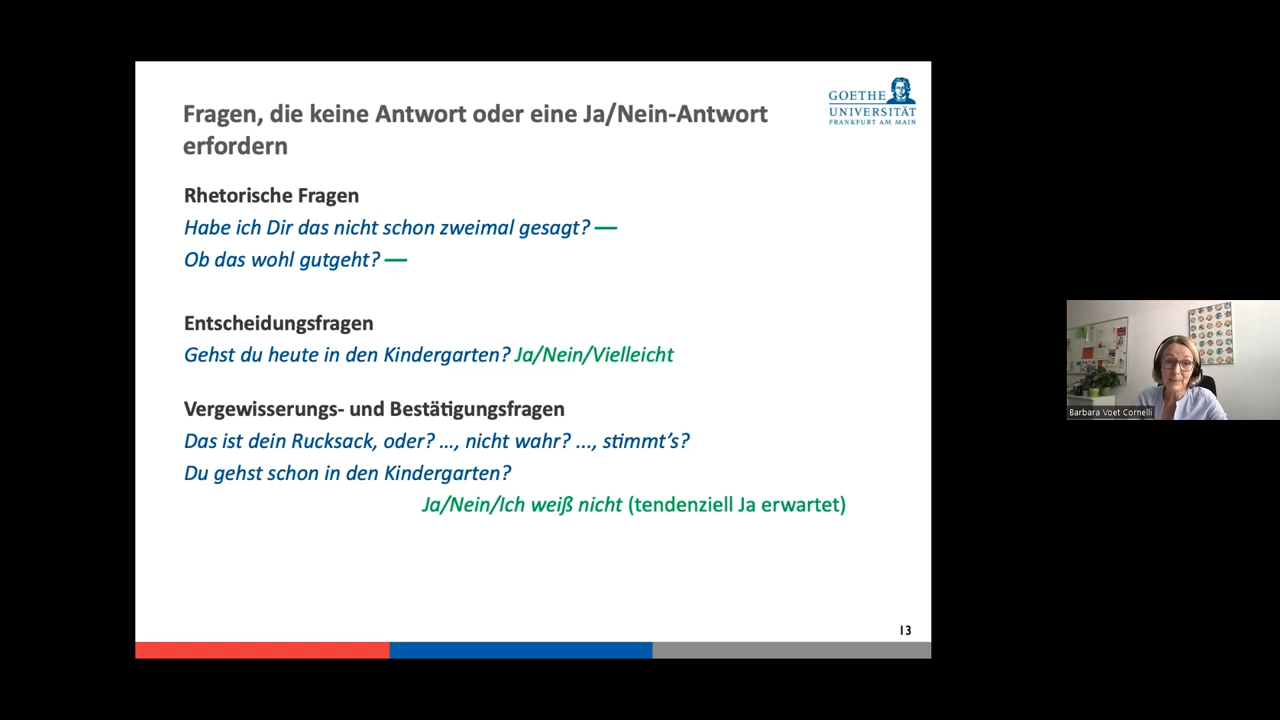 Fragen, die keine Antwort oder eine Ja/Nein-Antwort
erfordern
GOETHE
UNIVERSITÄT
FRANKFURT AM MAIN
Rhetorische Fragen
Habe ich Dir das nicht schon zweimal gesagt? —
Ob das wohl gutgeht? —
Entscheidungsfragen
Gehst du heute in den Kindergarten? Ja/Nein/Vielleicht
Vergewisserungs- und Bestätigungsfragen
Das ist dein Rucksack, oder? …, nicht wahr? ..., stimmt’s?
Du gehst schon in den Kindergarten?
Ja/Nein/Ich weiß nicht (tendenziell Ja erwartet)
13
Barbara Voet Cornelli